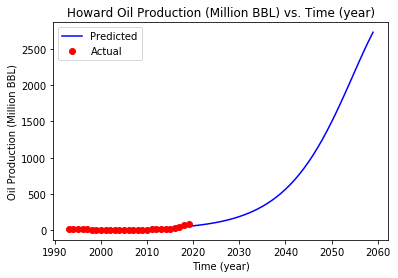 Howard Oil Production (Million BBL) vs. Time (year)
Predicted
Actual
Oil Production (Million BBL)
2500
2000
1500
1000
500
0
1990 2000 2010 2020 2030 2040 2050 2060
Time (year)